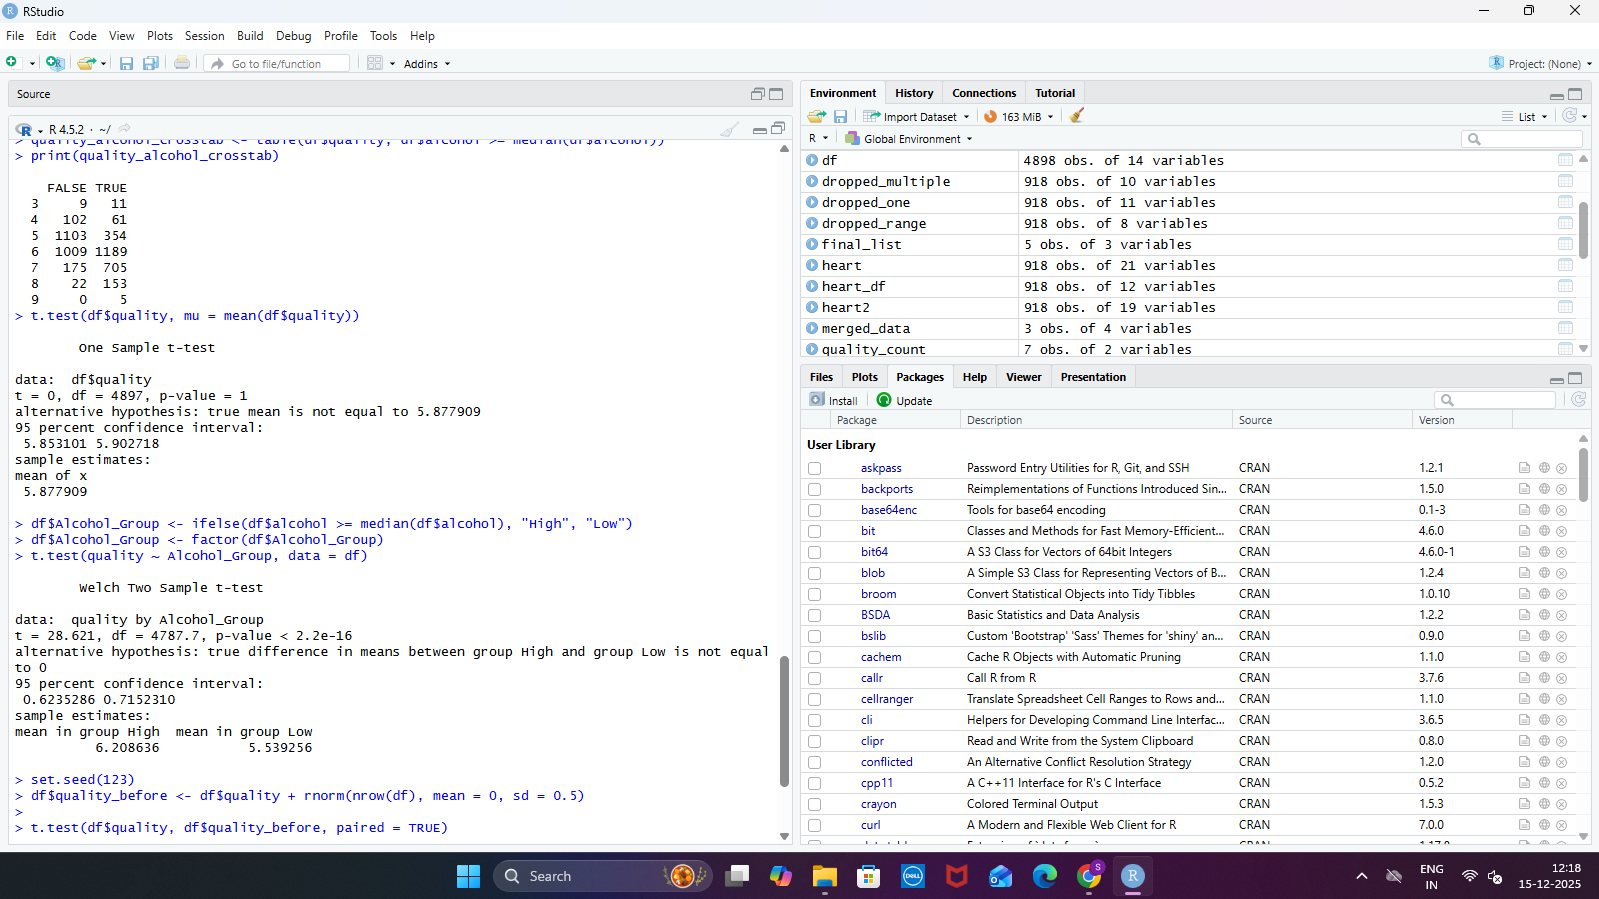 RStudio
File Edit Code View Plots Session Build Debug Profile Tools Help
Go to file/function Addins Project: (None)
Source
R 4.5.2 · ~/
> quality_alcohol_crosstab <- table(df$quality, df$alcohol >= median(df$alcohol))
> print(quality_alcohol_crosstab)
FALSE TRUE
3 9 11
4 102 61
5 1103 354
6 1009 1189
7 175 705
8 22 153
9 0 5
> t.test(df$quality, mu = mean(df$quality))
One Sample t-test
data: df$quality
t = 0, df = 4897, p-value = 1
alternative hypothesis: true mean is not equal to 5.877909
95 percent confidence interval:
5.853101 5.902718
sample estimates:
mean of x
5.877909
> df$Alcohol_Group <- ifelse(df$alcohol >= median(df$alcohol), "High", "Low")
> df$Alcohol_Group <- factor(df$Alcohol_Group)
> t.test(quality ~ Alcohol_Group, data = df)
Welch Two Sample t-test
data: quality by Alcohol_Group
t = 28.621, df = 4787.7, p-value < 2.2e-16
alternative hypothesis: true difference in means between group High and group Low is not equal
to 0
95 percent confidence interval:
0.6235286 0.7152310
sample estimates:
mean in group High mean in group Low
6.208636 5.539256
> set.seed(123)
> df$quality_before <- df$quality + rnorm(nrow(df), mean = 0, sd = 0.5)
>
> t.test(df$quality, df$quality_before, paired = TRUE)
Environment History Connections Tutorial
Import Dataset 163 MiB List
R Global Environment
df 4898 obs. of 14 variables
dropped_multiple 918 obs. of 10 variables
dropped_one 918 obs. of 11 variables
dropped_range 918 obs. of 8 variables
final_list 5 obs. of 3 variables
heart 918 obs. of 21 variables
heart_df 918 obs. of 12 variables
heart2 918 obs. of 19 variables
merged_data 3 obs. of 4 variables
quality_count 7 obs. of 2 variables
Files Plots Packages Help Viewer Presentation
Install Update
Package Description Source Version
User Library
askpass Password Entry Utilities for R, Git, and SSH CRAN 1.2.1
backports Reimplementations of Functions Introduced Sin... CRAN 1.5.0
base64enc Tools for base64 encoding CRAN 0.1-3
bit Classes and Methods for Fast Memory-Efficient... CRAN 4.6.0
bit64 A S3 Class for Vectors of 64bit Integers CRAN 4.6.0-1
blob A Simple S3 Class for Representing Vectors of B... CRAN 1.2.4
broom Convert Statistical Objects into Tidy Tibbles CRAN 1.0.10
BSDA Basic Statistics and Data Analysis CRAN 1.2.2
bslib Custom 'Bootstrap' 'Sass' Themes for 'shiny' an... CRAN 0.9.0
cachem Cache R Objects with Automatic Pruning CRAN 1.1.0
callr Call R from R CRAN 3.7.6
cellranger Translate Spreadsheet Cell Ranges to Rows and... CRAN 1.1.0
cli Helpers for Developing Command Line Interfac... CRAN 3.6.5
clipr Read and Write from the System Clipboard CRAN 0.8.0
conflicted An Alternative Conflict Resolution Strategy CRAN 1.2.0
cpp11 A C++11 Interface for R's C Interface CRAN 0.5.2
crayon Colored Terminal Output CRAN 1.5.3
curl A Modern and Flexible Web Client for R CRAN 7.0.0
Search
DELL
S
R
ENG
IN
12:18
15-12-2025